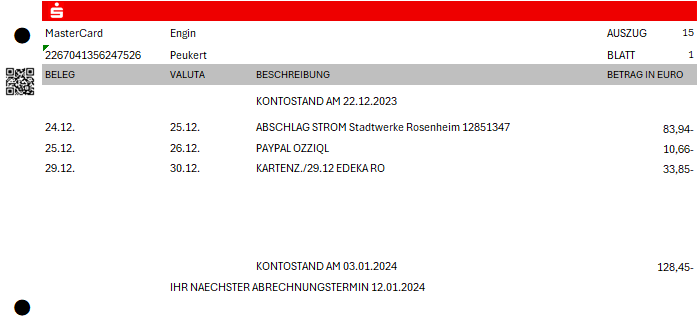 MasterCard Engin AUSZUG 15
2267041356247526 Peukert BLATT 1
BELEG VALUTA BESCHREIBUNG BETRAG IN EURO
KONTOSTAND AM 22.12.2023
24.12. 25.12. ABSCHLAG STROM Stadtwerke Rosenheim 12851347 83,94-
25.12. 26.12. PAYPAL OZZIQL 10,66-
29.12. 30.12. KARTENZ./29.12 EDEKA RO 33,85-
KONTOSTAND AM 03.01.2024 128,45-
IHR NAECHSTER ABRECHNUNGSTERMIN 12.01.2024